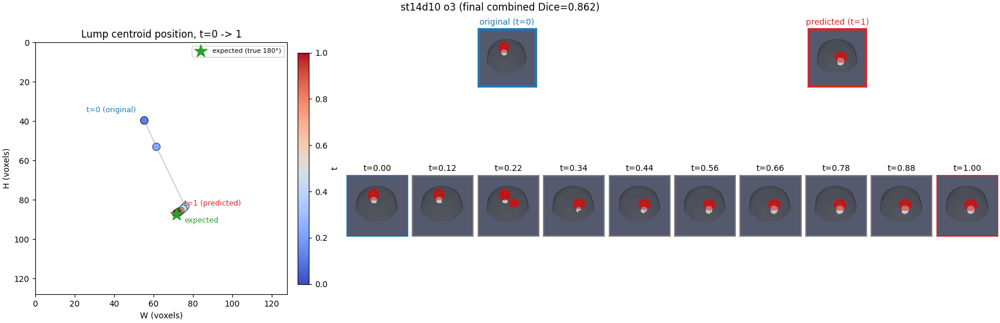 st14d10 o3 (final combined Dice=0.862)
Lump centroid position, t=0 -> 1
expected (true 180°)
t=0 (original)
t=1 (predicted)
expected
0
20
40
60
80
100
120
H (voxels)
0 20 40 60 80 100 120
W (voxels)
1.0
0.8
0.6
0.4
0.2
0.0
t
original (t=0)
predicted (t=1)
t=0.00 t=0.12 t=0.22 t=0.34 t=0.44 t=0.56 t=0.66 t=0.78 t=0.88 t=1.00